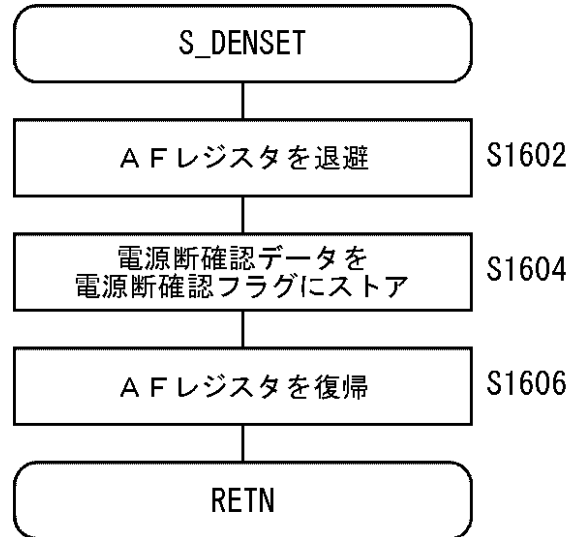 S_DENSET
ＡＦレジスタを退避
S1602
電源断確認データを
電源断確認フラグにストア
S1604
ＡＦレジスタを復帰
S1606
RETN